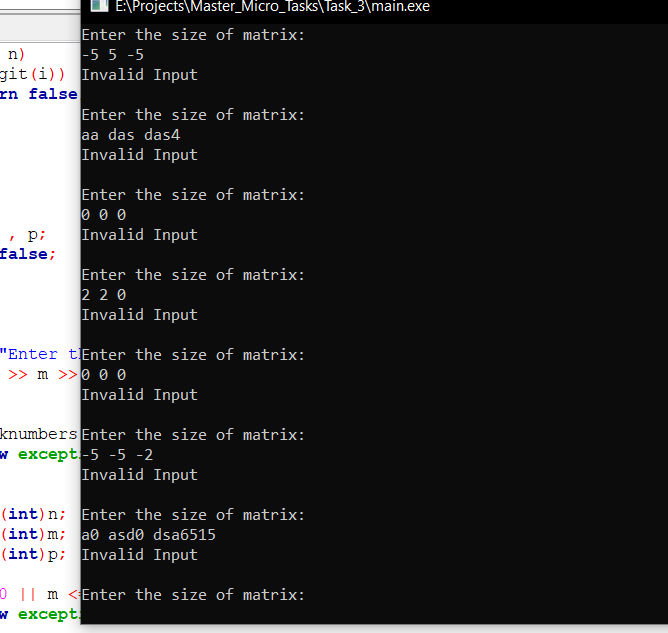 E:\Projects\Master_Micro_Tasks\Task_3\main.exe
Enter the size of matrix:
-5 5 -5
Invalid Input
Enter the size of matrix:
aa das das4
Invalid Input
Enter the size of matrix:
0 0 0
Invalid Input
Enter the size of matrix:
2 2 0
Invalid Input
Enter the size of matrix:
0 0 0
Invalid Input
Enter the size of matrix:
-5 -5 -2
Invalid Input
Enter the size of matrix:
a0 asd0 dsa6515
Invalid Input
Enter the size of matrix:
n)
git(i))
rn false
, p;
false;
"Enter t
>> m >>
knumbers
w except
(int)n;
(int)m;
(int)p;
0 || m <
w except